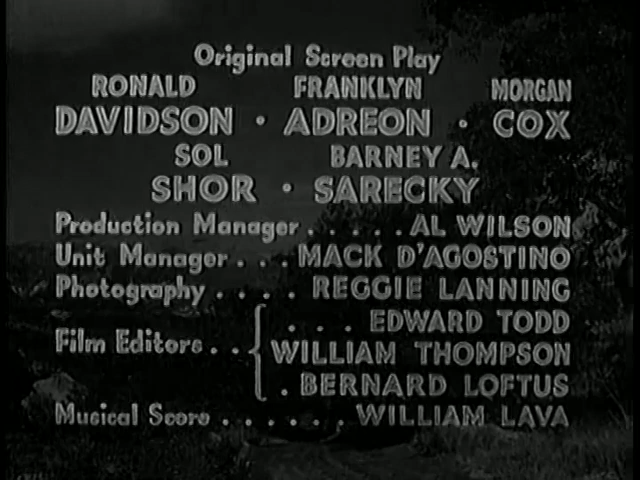 Original Screen Play
RONALD FRANKLYN MORGAN
DAVIDSON · ADREON · COX
SOL BARNEY A.
SHOR · SARECKY
Production Manager . . . . . AL WILSON
Unit Manager . . . MACK D'AGOSTINO
Photography . . . . REGGIE LANNING
. . . . EDWARD TODD
Film Editors . . { WILLIAM THOMPSON
. BERNARD LOFTUS
Musical Score . . . . . . WILLIAM LAVA